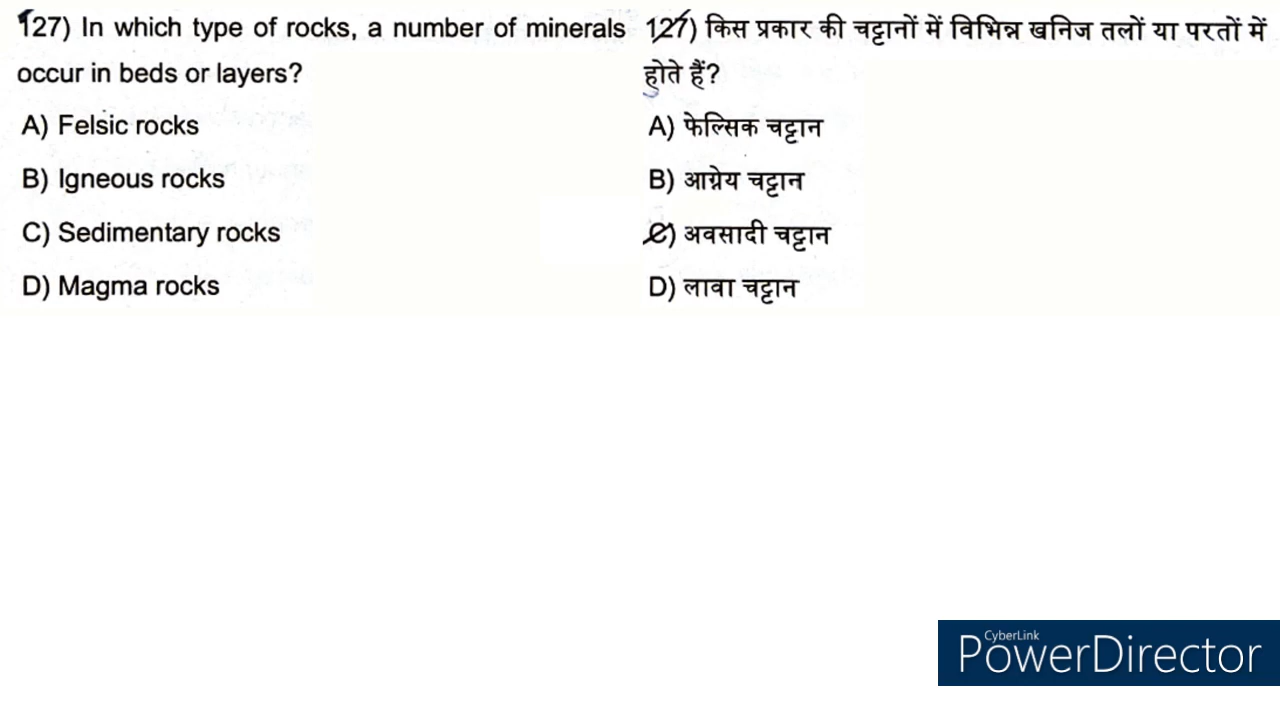 127) In which type of rocks, a number of minerals
occur in beds or layers?
A) Felsic rocks
B) Igneous rocks
C) Sedimentary rocks
D) Magma rocks
127) किस प्रकार की चट्टानों में विभिन्न खनिज तलों या परतों में
होते हैं?
A) फेल्सिक चट्टान
B) आग्नेय चट्टान
C) अवसादी चट्टान
D) लावा चट्टान
CyberLink
PowerDirector